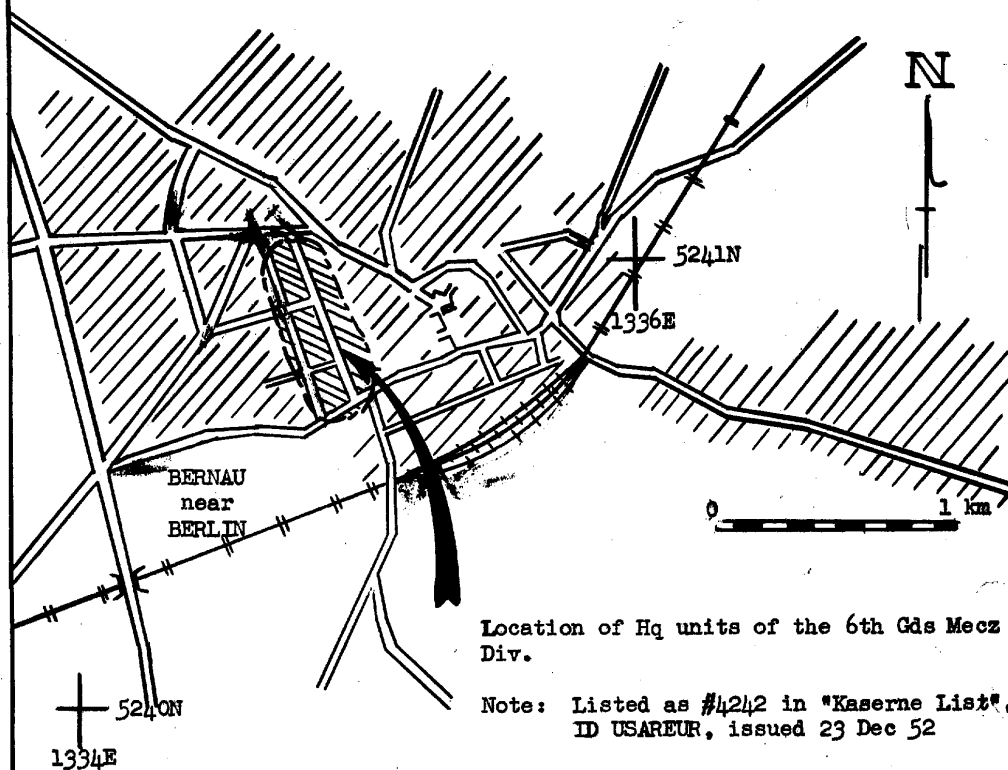 N
5241N
1336E
BERNAU
near
BERLIN
0 1 km
Location of Hq units of the 6th Gds Mecz
Div.
Note: Listed as #4242 in "Kaserne List",
ID USAREUR, issued 23 Dec 52
5240N
1334E